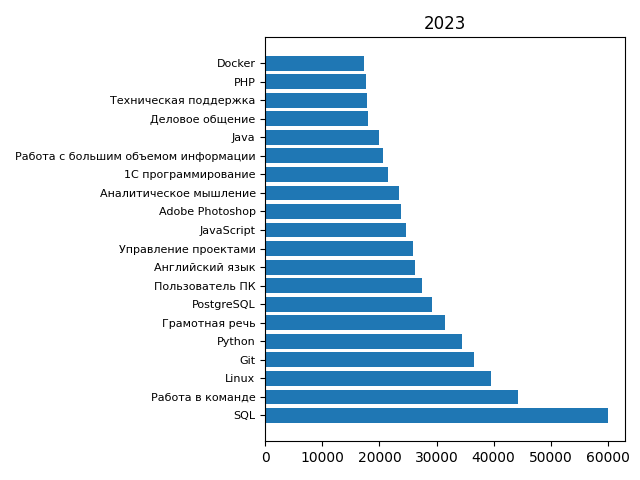 2023
Docker
PHP
Техническая поддержка
Деловое общение
Java
Работа с большим объемом информации
1С программирование
Аналитическое мышление
Adobe Photoshop
JavaScript
Управление проектами
Английский язык
Пользователь ПК
PostgreSQL
Грамотная речь
Python
Git
Linux
Работа в команде
SQL
0 10000 20000 30000 40000 50000 60000